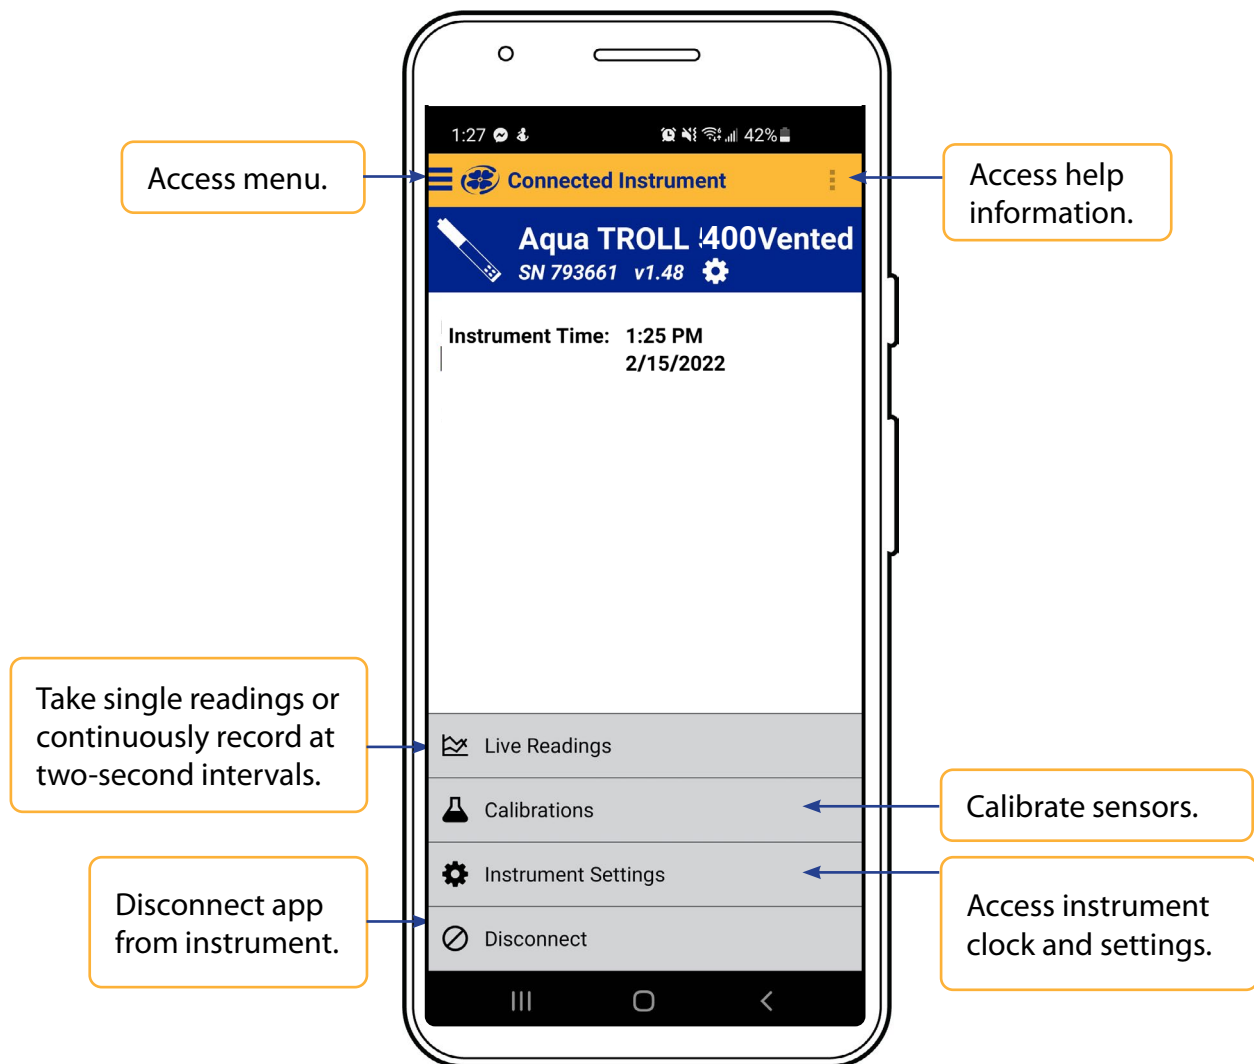 1:27
42%
Access menu.
Connected Instrument
Access help
information.
Aqua TROLL 400Vented
SN 793661 v1.48
Instrument Time: 1:25 PM
2/15/2022
Take single readings or
continuously record at
two-second intervals.
Live Readings
Calibrations
Calibrate sensors.
Instrument Settings
Access instrument
clock and settings.
Disconnect app
from instrument.
Disconnect